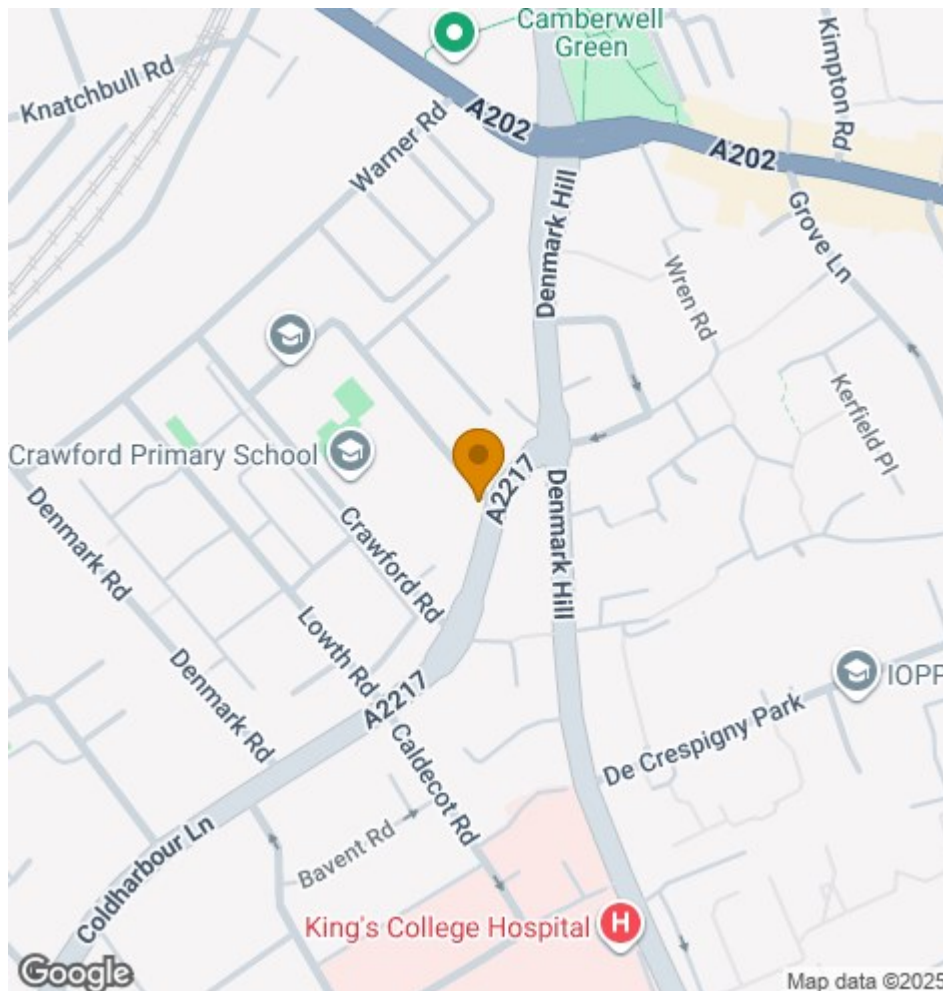 Camberwell
Green
Kimpton Rd
Knatchbull Rd
A202
Warner Rd
A202
Denmark Hill
Grove Ln
Wren Rd
Kerfield Pl
Crawford Primary School
A2217
Denmark Hill
Denmark Rd
Crawford Rd
Lowth Rd
Denmark Rd
A2217
IOPP
De Crespigny Park
Caldecot Rd
Coldharbour Ln
Bavent Rd
King's College Hospital
H
Google
Map data ©2025